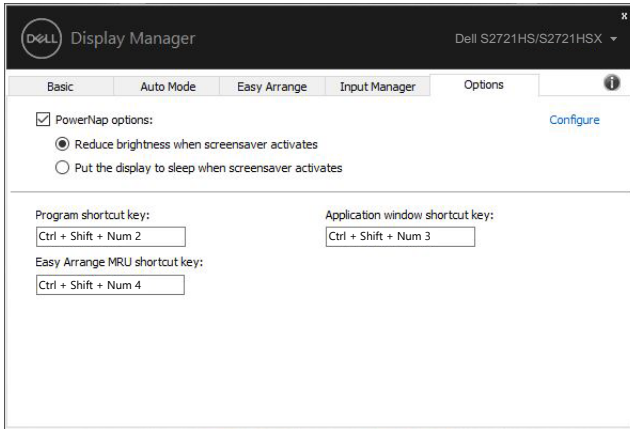 x
DELL Display Manager
Dell S2721HS/S2721HSX
Basic Auto Mode Easy Arrange Input Manager Options i
PowerNap options: Configure
Reduce brightness when screensaver activates
Put the display to sleep when screensaver activates
Program shortcut key: Application window shortcut key:
Ctrl + Shift + Num 2 Ctrl + Shift + Num 3
Easy Arrange MRU shortcut key:
Ctrl + Shift + Num 4